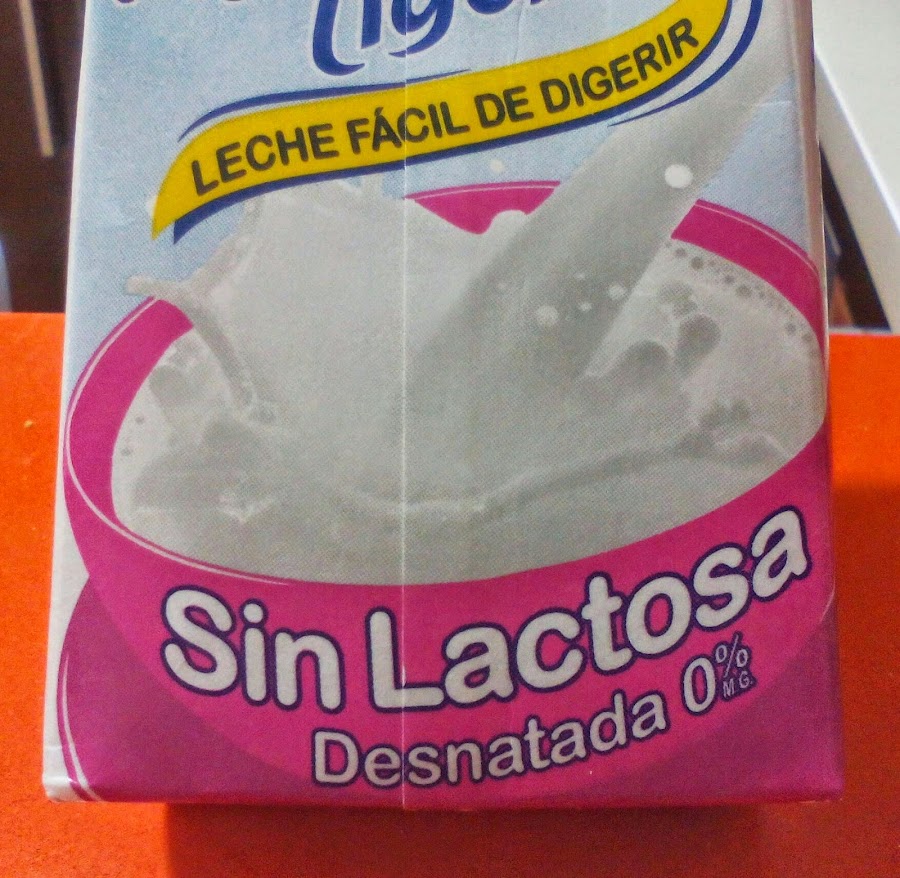 LECHE FÁCIL DE DIGERIR
Sin Lactosa
Desnatada 0%
M.G.